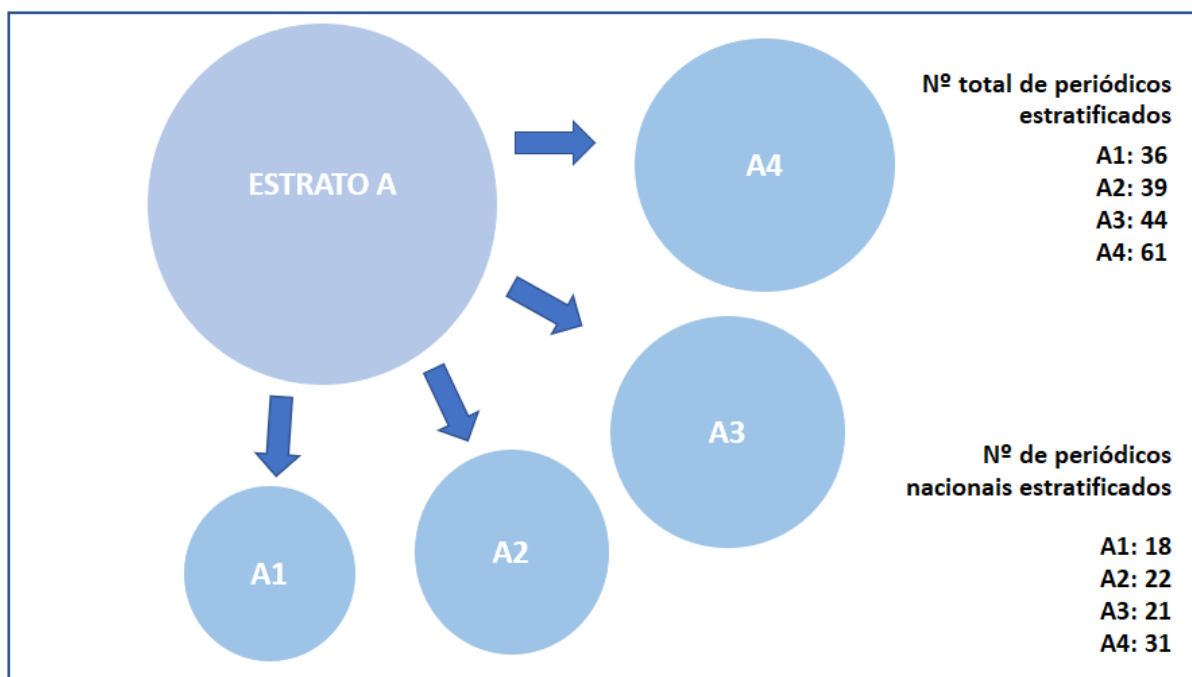 ESTRATO A
A4
A3
A2
A1
Nº total de periódicos
estratificados
A1: 36
A2: 39
A3: 44
A4: 61
Nº de periódicos
nacionais estratificados
A1: 18
A2: 22
A3: 21
A4: 31